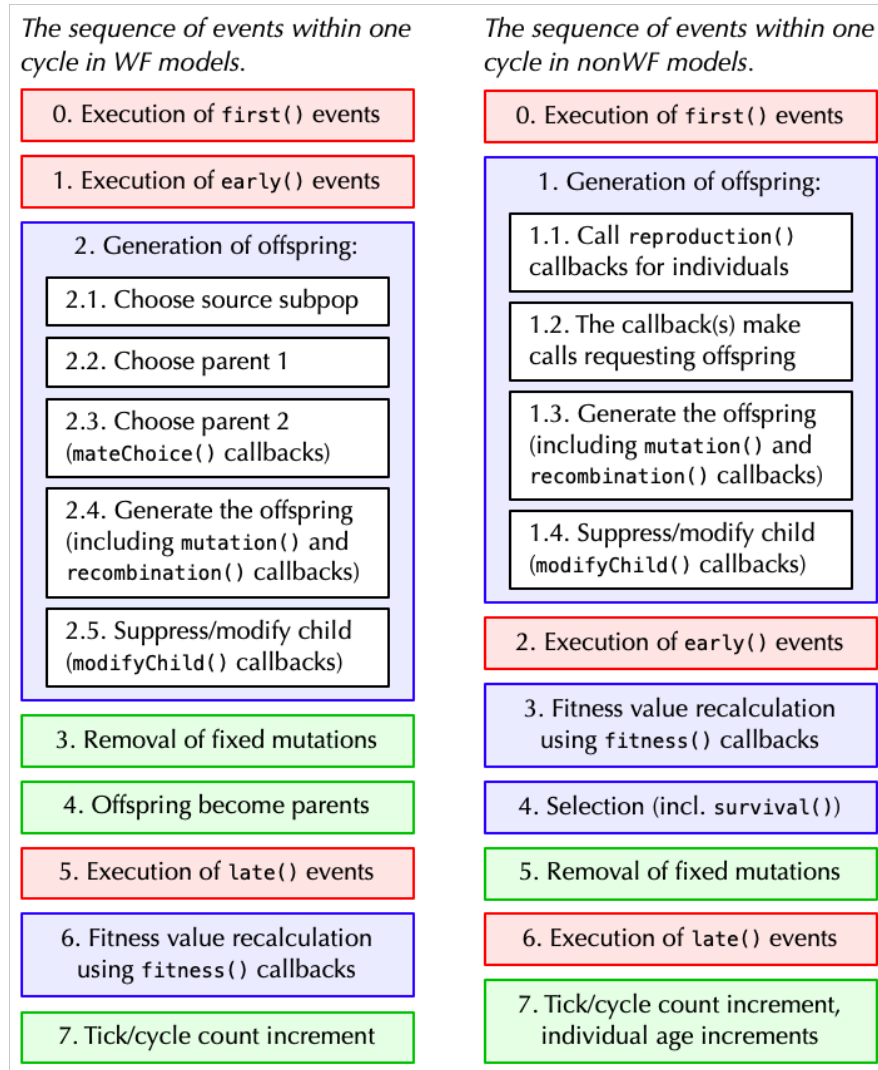 The sequence of events within one
cycle in WF models.
0. Execution of first() events
1. Execution of early() events
2. Generation of offspring:
2.1. Choose source subpop
2.2. Choose parent 1
2.3. Choose parent 2
(mateChoice() callbacks)
2.4. Generate the offspring
(including mutation() and
recombination() callbacks)
2.5. Suppress/modify child
(modifyChild() callbacks)
3. Removal of fixed mutations
4. Offspring become parents
5. Execution of late() events
6. Fitness value recalculation
using fitness() callbacks
7. Tick/cycle count increment
The sequence of events within one
cycle in nonWF models.
0. Execution of first() events
1. Generation of offspring:
1.1. Call reproduction()
callbacks for individuals
1.2. The callback(s) make
calls requesting offspring
1.3. Generate the offspring
(including mutation() and
recombination() callbacks)
1.4. Suppress/modify child
(modifyChild() callbacks)
2. Execution of early() events
3. Fitness value recalculation
using fitness() callbacks
4. Selection (incl. survival())
5. Removal of fixed mutations
6. Execution of late() events
7. Tick/cycle count increment,
individual age increments